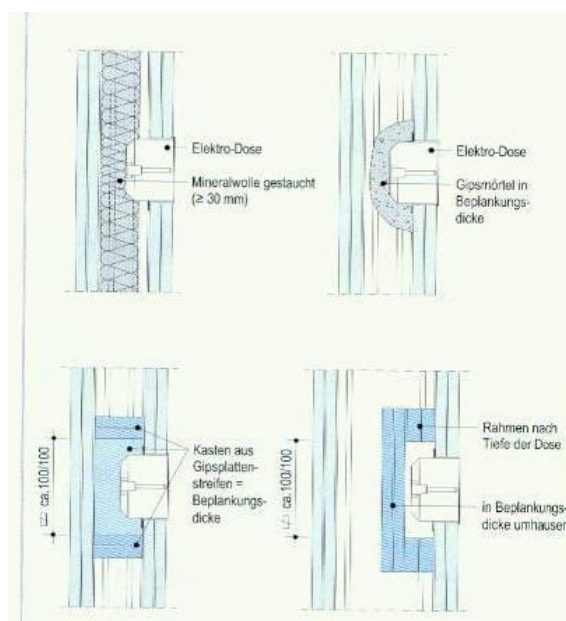 Elektro-Dose
Mineralwolle gestaucht
(≥ 30 mm)
Elektro-Dose
Gipsmörtel in
Beplankungs-
dicke
ca.100/100
Kasten aus
Gipsplatten-
streifen =
Beplankungs-
dicke
ca.100/100
Rahmen nach
Tiefe der Dose
in Beplankungs-
dicke umhausen